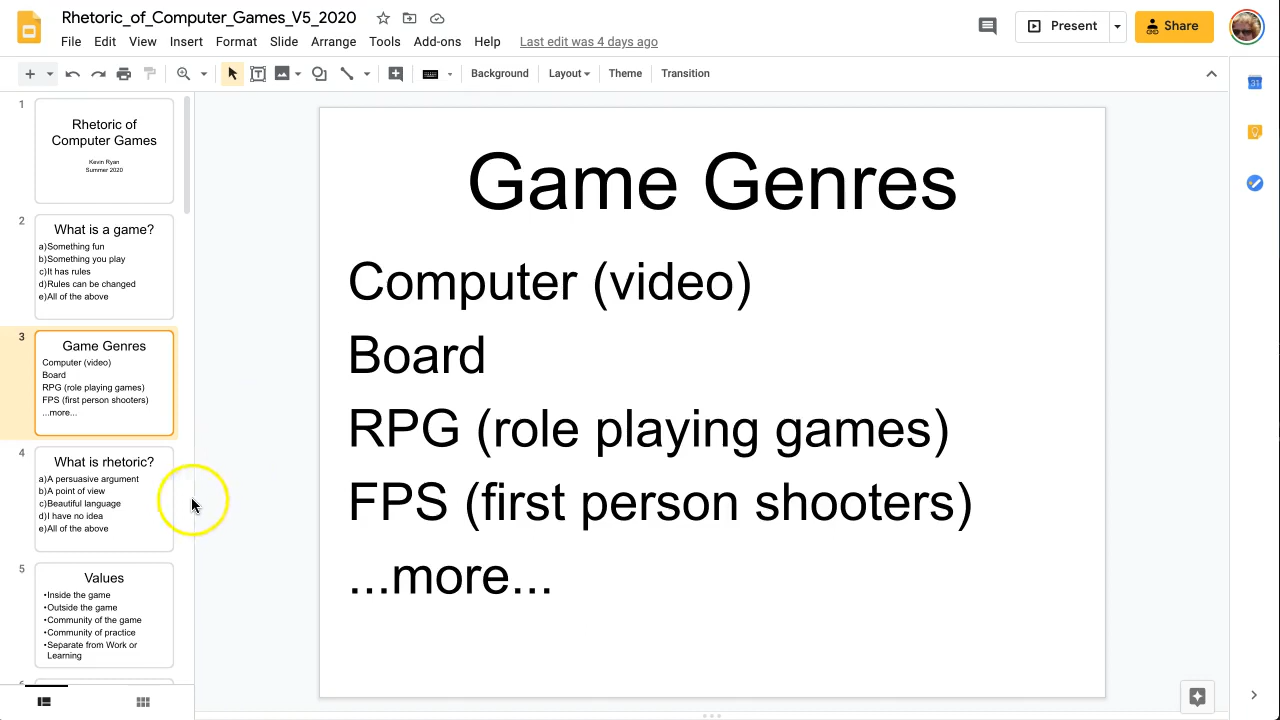 Rhetoric_of_Computer_Games_V5_2020
File Edit View Insert Format Slide Arrange Tools Add-ons Help Last edit was 4 days ago
Present
Share
Background Layout Theme Transition
31
1
Rhetoric of
Computer Games
Kevin Ryan
Summer 2020
2
What is a game?
a)Something fun
b)Something you play
c)It has rules
d)Rules can be changed
e)All of the above
3
Game Genres
Computer (video)
Board
RPG (role playing games)
FPS (first person shooters)
...more...
4
What is rhetoric?
a)A persuasive argument
b)A point of view
c)Beautiful language
d)I have no idea
e)All of the above
5
Values
•Inside the game
•Outside the game
•Community of the game
•Community of practice
•Separate from Work or
Learning
Game Genres
Computer (video)
Board
RPG (role playing games)
FPS (first person shooters)
...more...